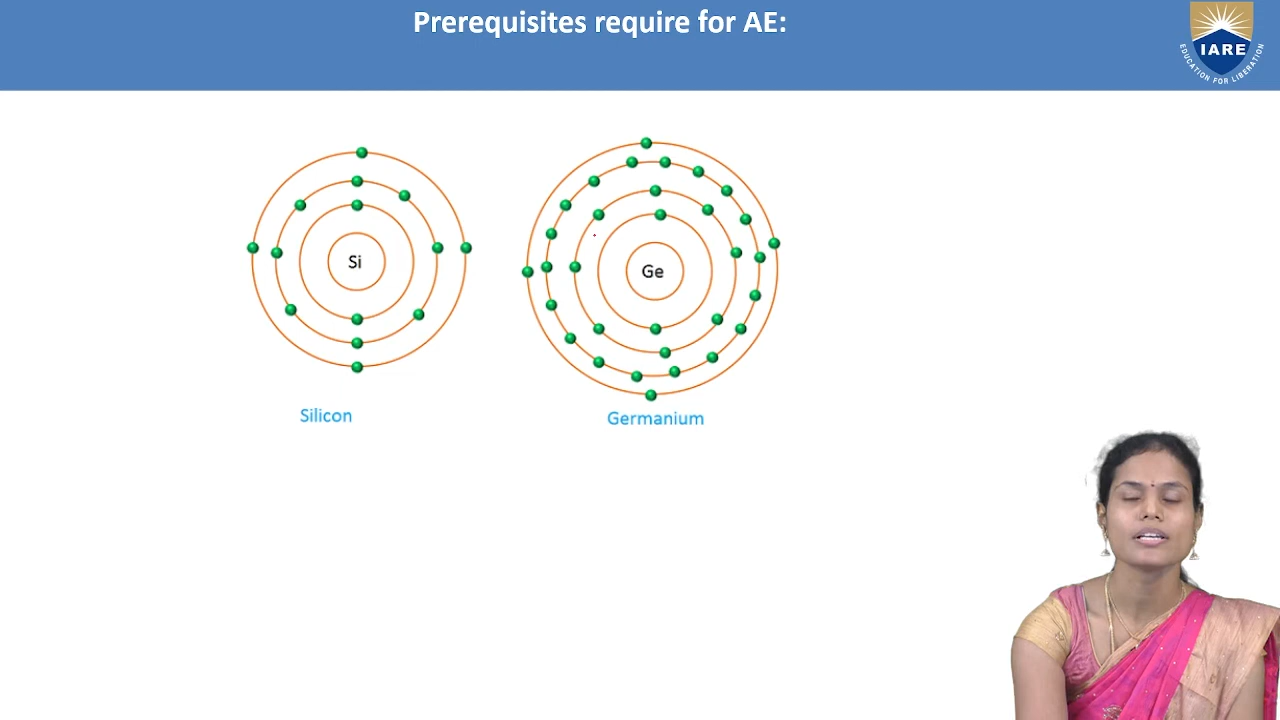 Prerequisites require for AE:
IARE
EDUCATION FOR LIBERATION
Si
Ge
Silicon
Germanium